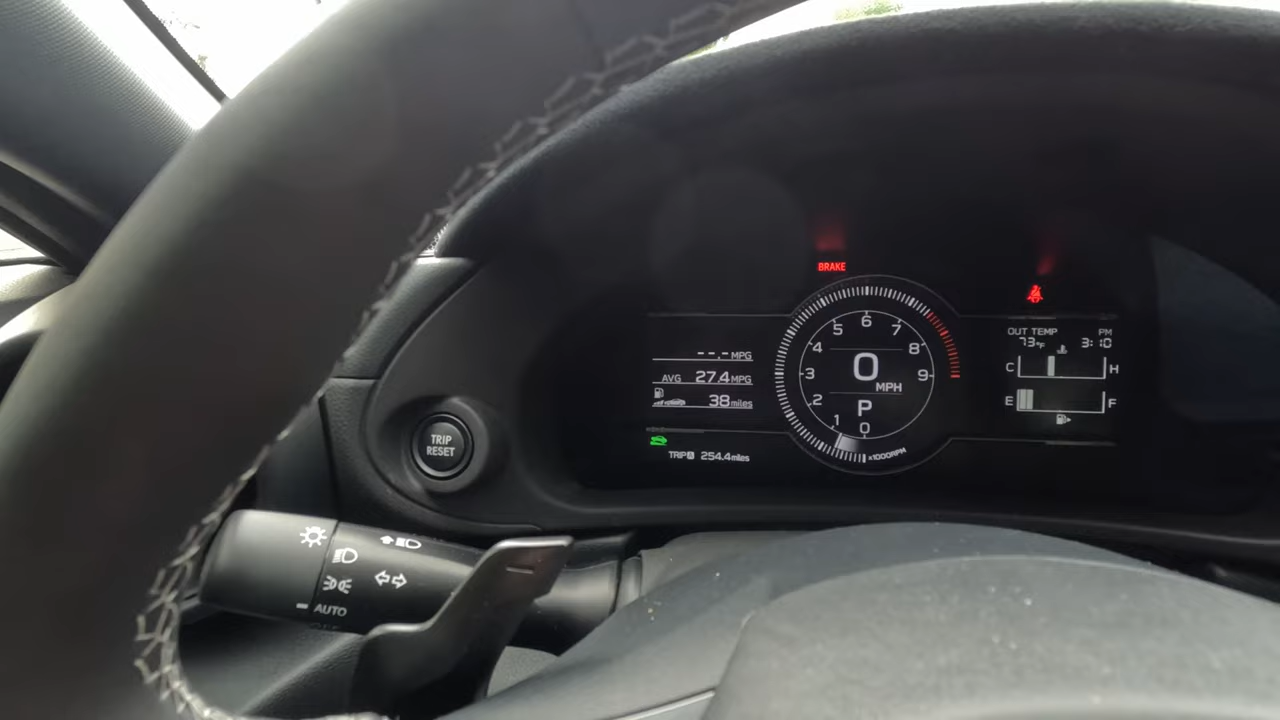 BRAKE
--.- MPG
AVG 27.4 MPG
38 miles
TRIP A 254.4 miles
0
1
2
3
4
5
6
7
8
9
0
MPH
P
x1000RPM
OUT TEMP
73°F
PM
3:10
C H
E F
TRIP
RESET
AUTO